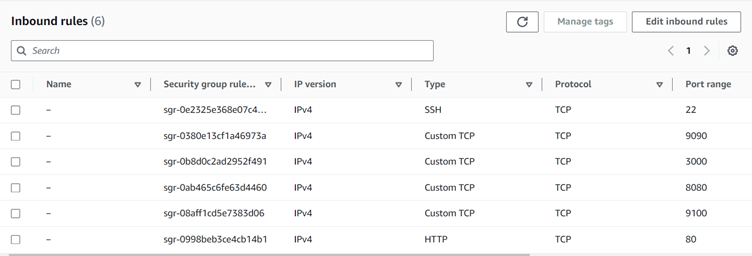 Inbound rules (6)
Manage tags
Edit inbound rules
Search
1
Name Security group rule... IP version Type Protocol Port range
– sgr-0e2325e368e07c4... IPv4 SSH TCP 22
– sgr-0380e13cf1a46973a IPv4 Custom TCP TCP 9090
– sgr-0b8d0c2ad2952f491 IPv4 Custom TCP TCP 3000
– sgr-0ab465c6fe63d4460 IPv4 Custom TCP TCP 8080
– sgr-08aff1cd5e7383d06 IPv4 Custom TCP TCP 9100
– sgr-0998beb3ce4cb14b1 IPv4 HTTP TCP 80